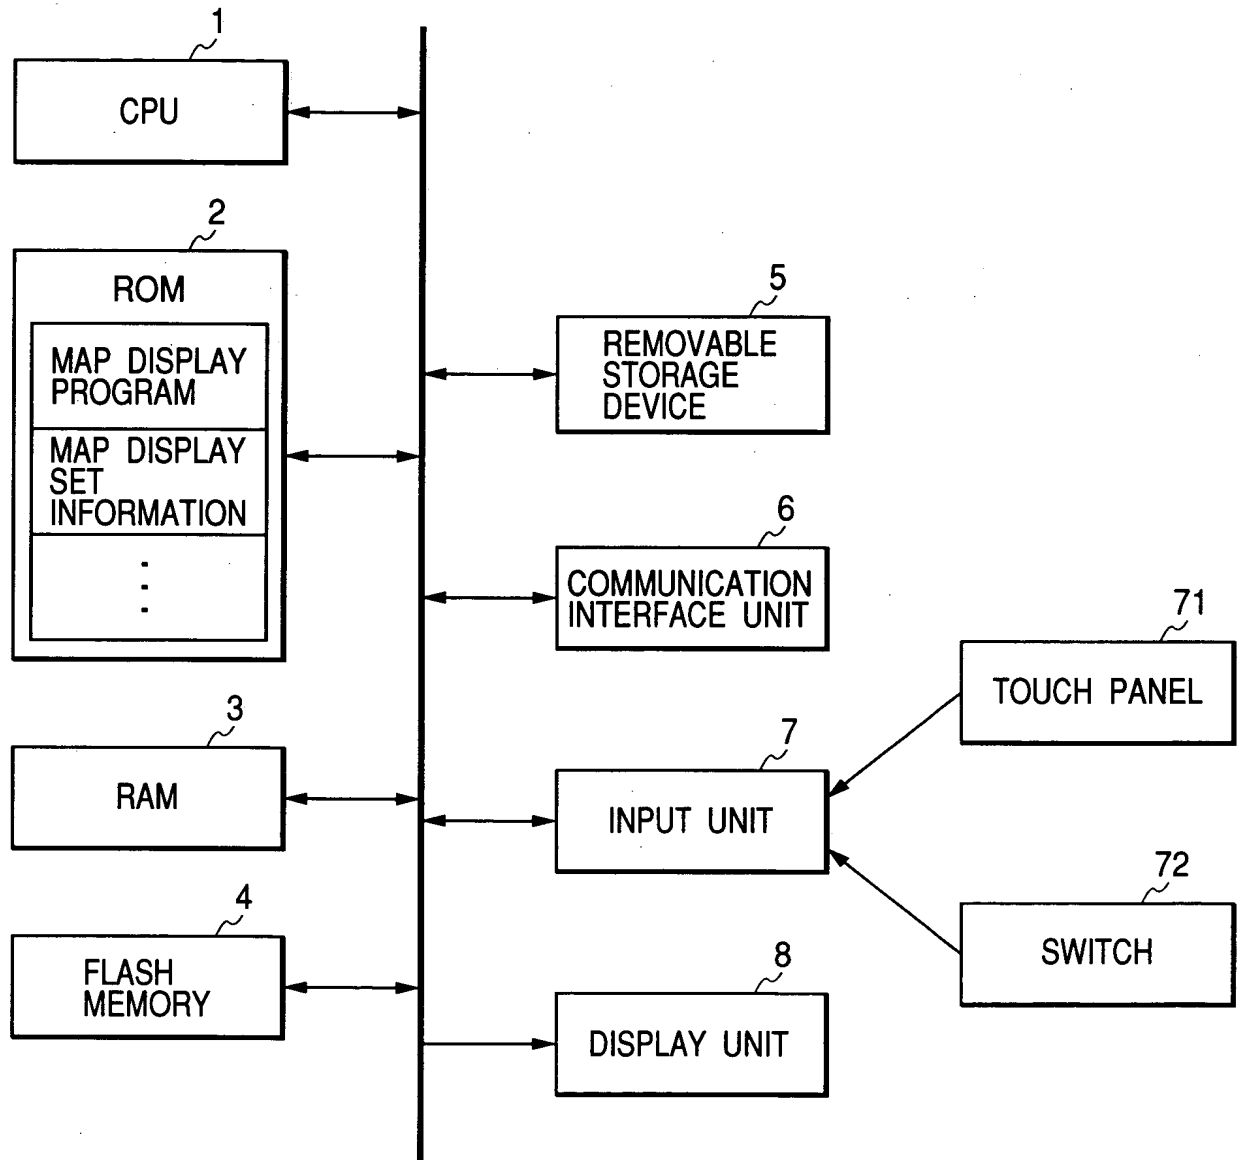 1
CPU
2
ROM
MAP DISPLAY
PROGRAM
MAP DISPLAY
SET
INFORMATION
3
RAM
4
FLASH
MEMORY
5
REMOVABLE
STORAGE
DEVICE
6
COMMUNICATION
INTERFACE UNIT
7
INPUT UNIT
8
DISPLAY UNIT
71
TOUCH PANEL
72
SWITCH